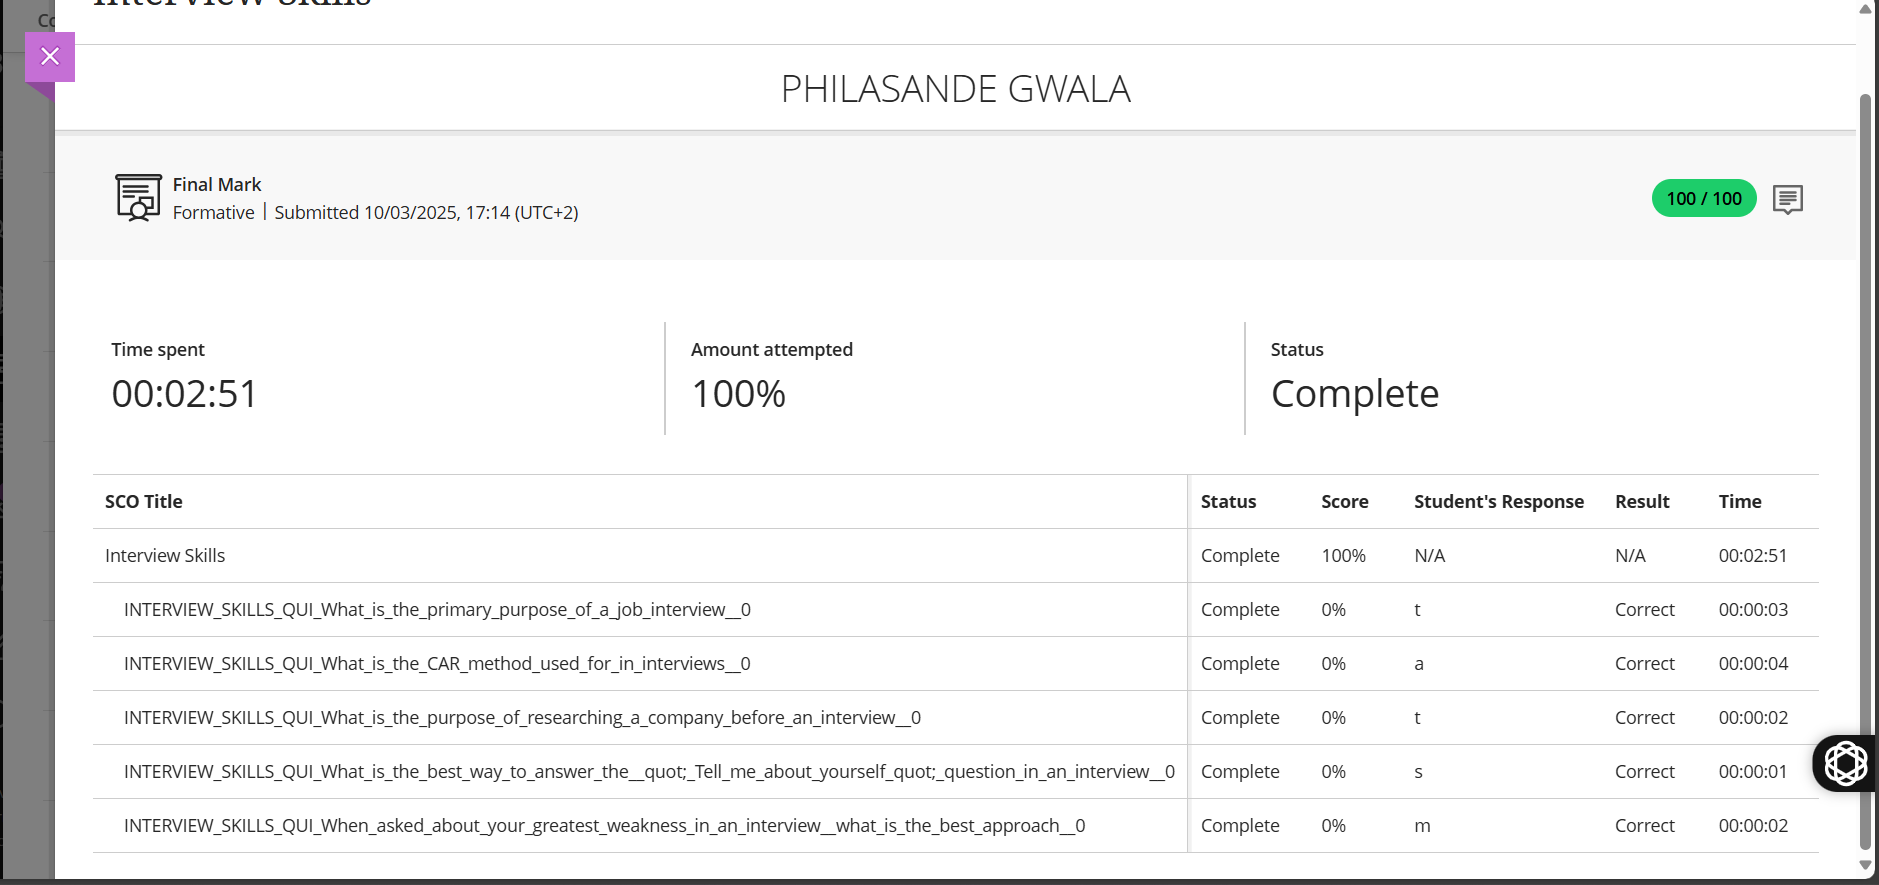 Interview Skills
PHILASANDE GWALA
Final Mark
Formative | Submitted 10/03/2025, 17:14 (UTC+2)
100 / 100
Time spent
00:02:51
Amount attempted
100%
Status
Complete
SCO Title Status Score Student's Response Result Time
Interview Skills Complete 100% N/A N/A 00:02:51
INTERVIEW_SKILLS_QUI_What_is_the_primary_purpose_of_a_job_interview__0 Complete 0% t Correct 00:00:03
INTERVIEW_SKILLS_QUI_What_is_the_CAR_method_used_for_in_interviews__0 Complete 0% a Correct 00:00:04
INTERVIEW_SKILLS_QUI_What_is_the_purpose_of_researching_a_company_before_an_interview__0 Complete 0% t Correct 00:00:02
INTERVIEW_SKILLS_QUI_What_is_the_best_way_to_answer_the__quot;_Tell_me_about_yourself_quot;_question_in_an_interview__0 Complete 0% s Correct 00:00:01
INTERVIEW_SKILLS_QUI_When_asked_about_your_greatest_weakness_in_an_interview__what_is_the_best_approach__0 Complete 0% m Correct 00:00:02